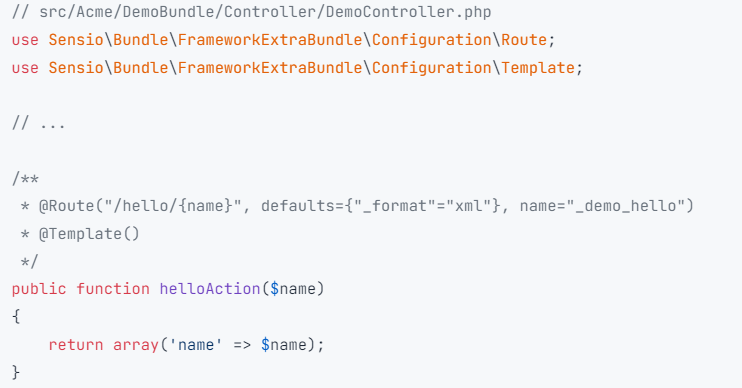 // src/Acme/DemoBundle/Controller/DemoController.php
use Sensio\Bundle\FrameworkExtraBundle\Configuration\Route;
use Sensio\Bundle\FrameworkExtraBundle\Configuration\Template;

// ...

/**
 * @Route("/hello/{name}", defaults={"_format"="xml"}, name="_demo_hello")
 * @Template()
 */
public function helloAction($name)
{
    return array('name' => $name);
}